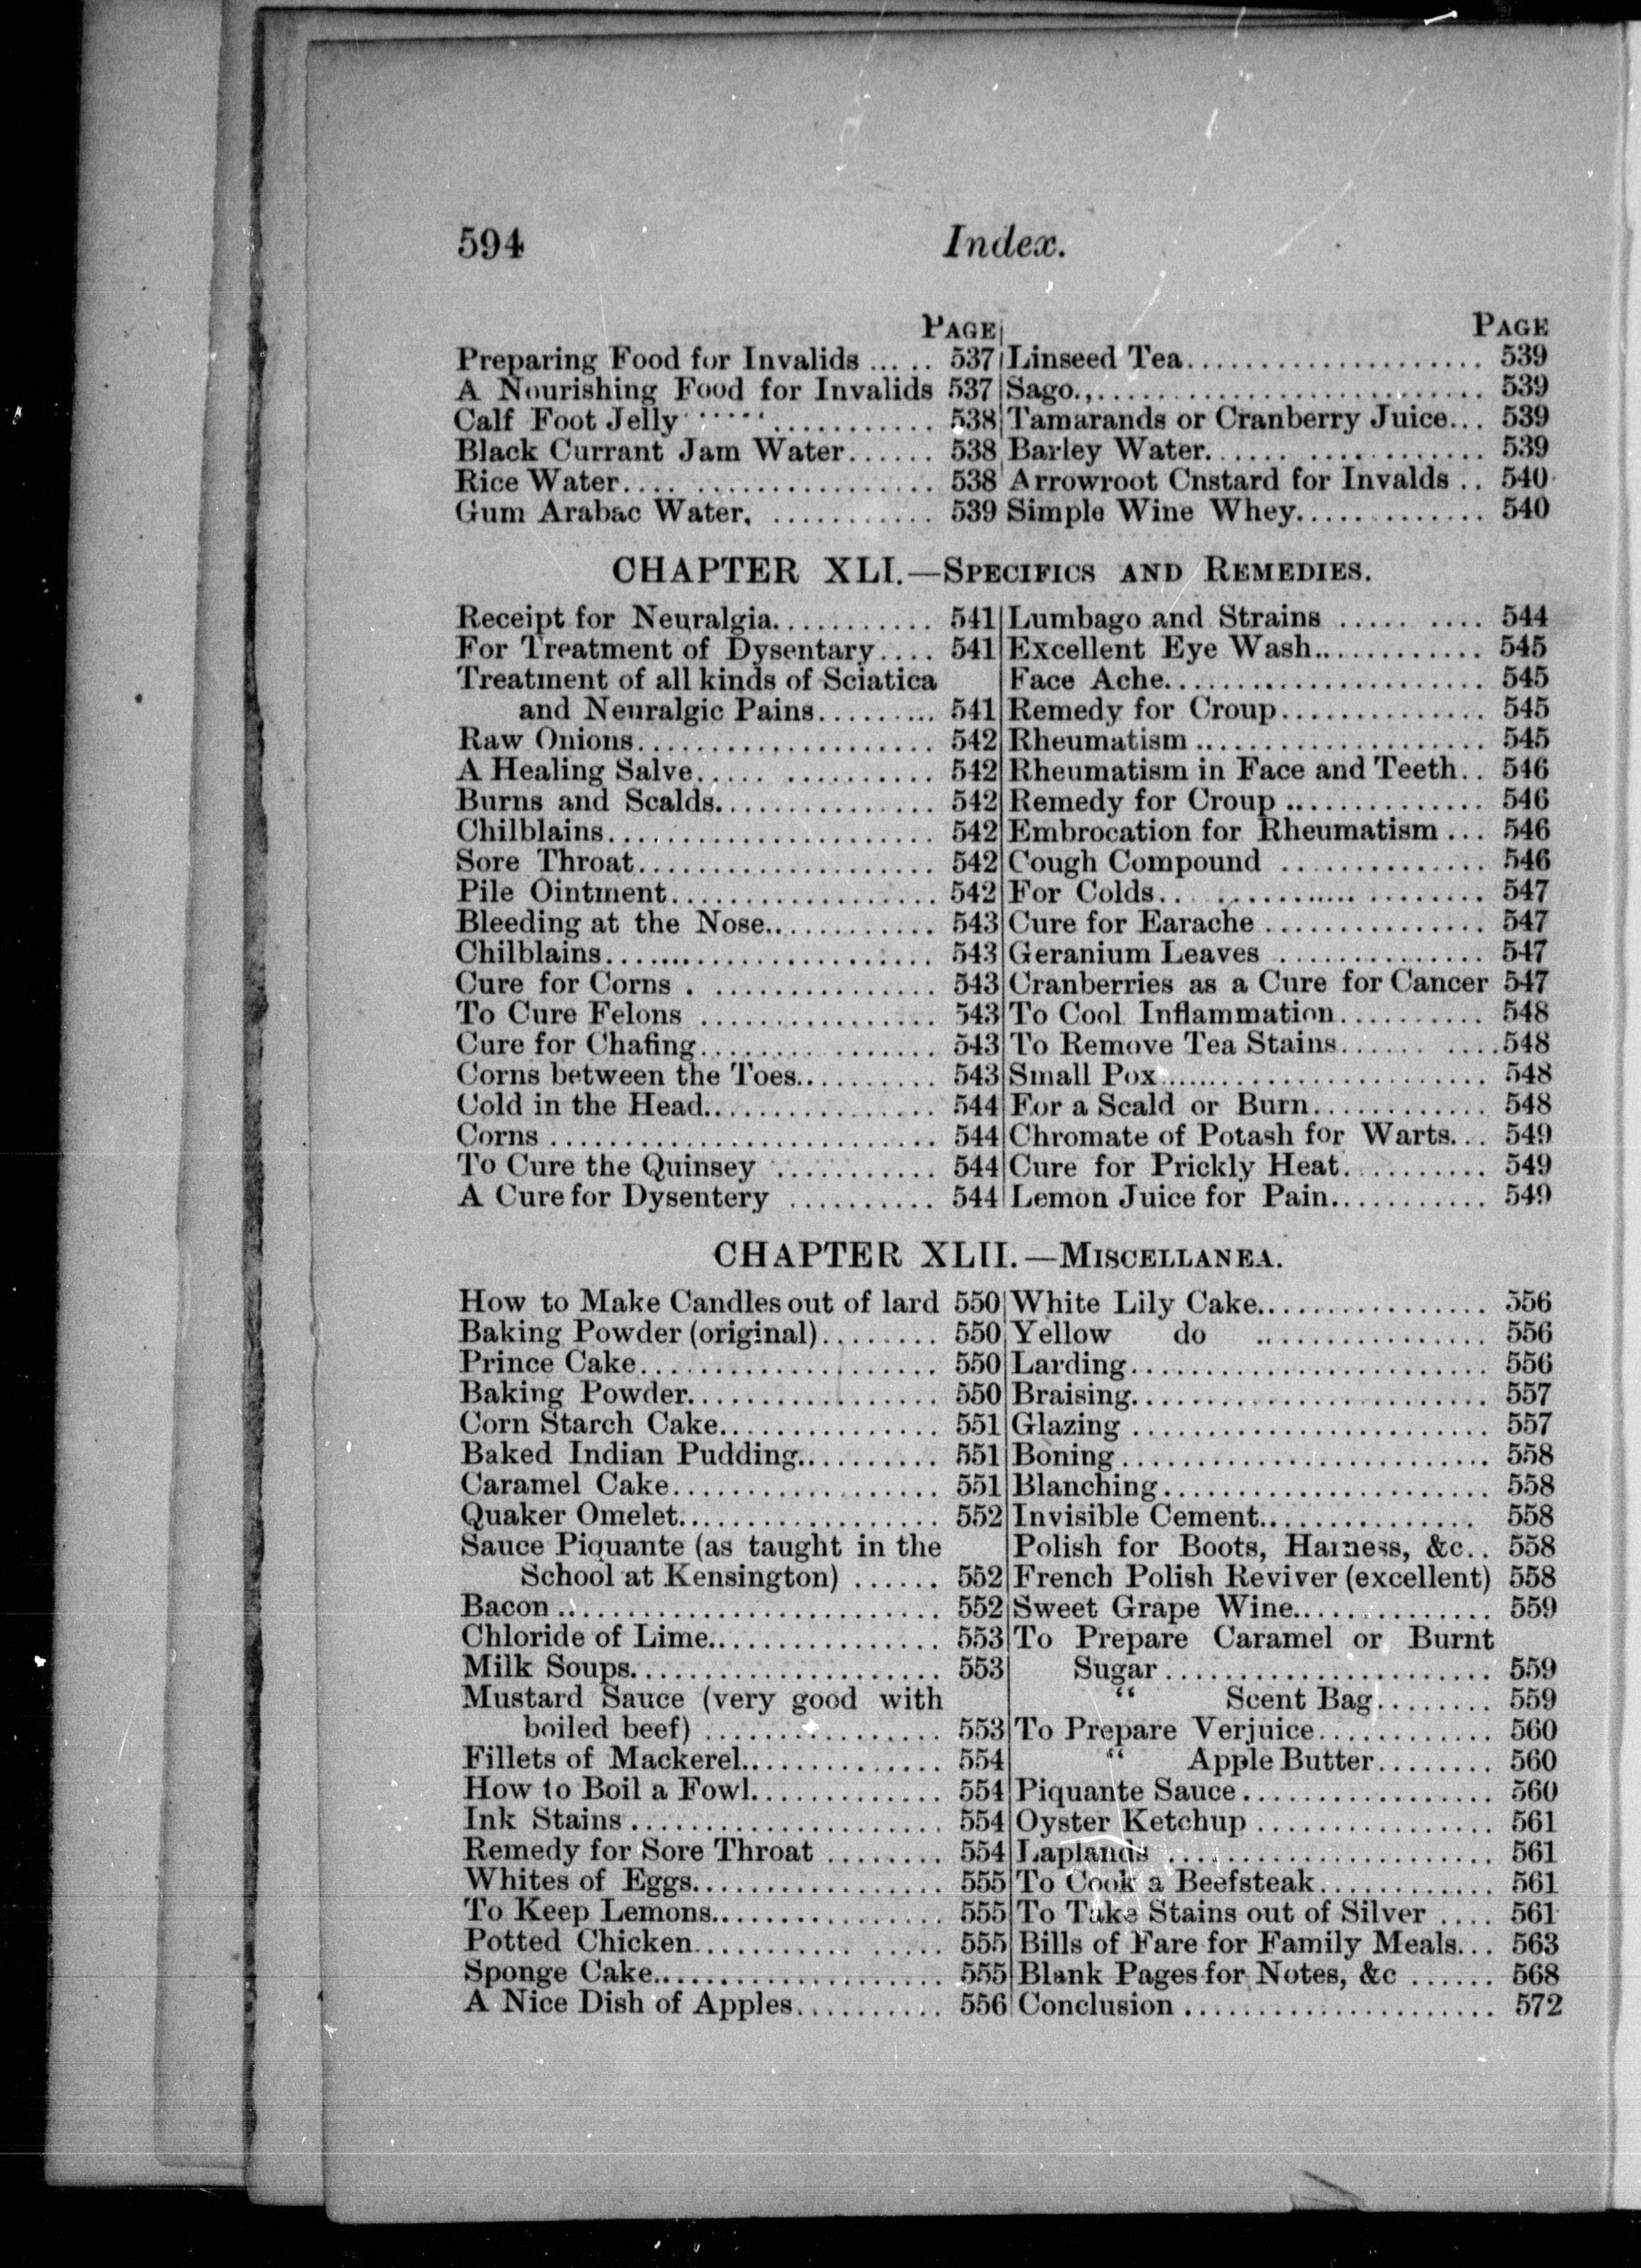 594 Index.
PAGE
Preparing Food for Invalids ..... 537
A Nourishing Food for Invalids 537
Calf Foot Jelly ................ 538
Black Currant Jam Water...... 538
Rice Water.................... 538
Gum Arabac Water, ........... 539
PAGE
Linseed Tea.................... 539
Sago.,.......................... 539
Tamarands or Cranberry Juice... 539
Barley Water................... 539
Arrowroot Cnstard for Invalds .. 540
Simple Wine Whey............. 540
CHAPTER XLI.—SPECIFICS AND REMEDIES.
Receipt for Neuralgia........... 541
For Treatment of Dysentary.... 541
Treatment of all kinds of Sciatica
and Neuralgic Pains......... 541
Raw Onions.................... 542
A Healing Salve............... 542
Burns and Scalds............... 542
Chilblains...................... 542
Sore Throat.................... 542
Pile Ointment.................. 542
Bleeding at the Nose............ 543
Chilblains...................... 543
Cure for Corns ................ 543
To Cure Felons ................ 543
Cure for Chafing................ 543
Corns between the Toes.......... 543
Cold in the Head................ 544
Corns .......................... 544
To Cure the Quinsey ........... 544
A Cure for Dysentery .......... 544
Lumbago and Strains .......... 544
Excellent Eye Wash............ 545
Face Ache...................... 545
Remedy for Croup.............. 545
Rheumatism .................... 545
Rheumatism in Face and Teeth.. 546
Remedy for Croup .............. 546
Embrocation for Rheumatism ... 546
Cough Compound .............. 546
For Colds...................... 547
Cure for Earache ............... 547
Geranium Leaves .............. 547
Cranberries as a Cure for Cancer 547
To Cool Inflammation.......... 548
To Remove Tea Stains.......... 548
Small Pox...................... 548
For a Scald or Burn............ 548
Chromate of Potash for Warts... 549
Cure for Prickly Heat.......... 549
Lemon Juice for Pain........... 549
CHAPTER XLII.—MISCELLANEA.
How to Make Candles out of lard 550
Baking Powder (original)........ 550
Prince Cake.................... 550
Baking Powder................. 550
Corn Starch Cake............... 551
Baked Indian Pudding.......... 551
Caramel Cake.................. 551
Quaker Omelet................. 552
Sauce Piquante (as taught in the
School at Kensington) ...... 552
Bacon .......................... 552
Chloride of Lime................ 553
Milk Soups..................... 553
Mustard Sauce (very good with
boiled beef) ................ 553
Fillets of Mackerel.............. 554
How to Boil a Fowl............. 554
Ink Stains ..................... 554
Remedy for Sore Throat ........ 554
Whites of Eggs................. 555
To Keep Lemons................ 555
Potted Chicken................. 555
Sponge Cake.................... 555
A Nice Dish of Apples.......... 556
White Lily Cake................ 556
Yellow do ................ 556
Larding........................ 556
Braising........................ 557
Glazing ........................ 557
Boning ......................... 558
Blanching...................... 558
Invisible Cement............... 558
Polish for Boots, Harness, &c.. 558
French Polish Reviver (excellent) 558
Sweet Grape Wine.............. 559
To Prepare Caramel or Burnt
Sugar ...................... 559
“ Scent Bag........ 559
To Prepare Verjuice............ 560
“ Apple Butter........ 560
Piquante Sauce................. 560
Oyster Ketchup ................ 561
Laplands ...................... 561
To Cook a Beefsteak............ 561
To Take Stains out of Silver .... 561
Bills of Fare for Family Meals... 563
Blank Pages for Notes, &c ...... 568
Conclusion ..................... 572